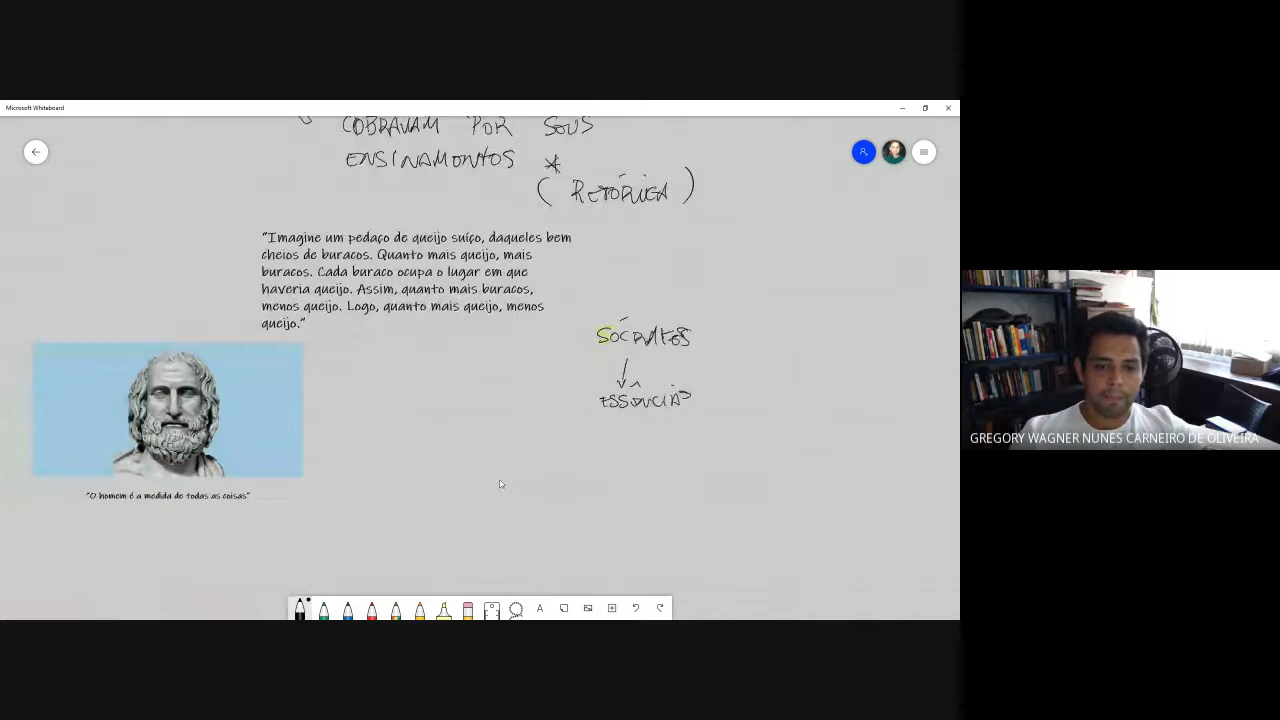 Microsoft Whiteboard
COBRAVAM POR SEUS
ENSINAMENTOS *
( RETÓRICA )
"Imagine um pedaço de queijo suíço, daqueles bem
cheios de buracos. Quanto mais queijo, mais
buracos. Cada buraco ocupa o lugar em que
haveria queijo. Assim, quanto mais buracos,
menos queijo. Logo, quanto mais queijo, menos
queijo."
SÓCRATES
ESSÊNCIAS
"O homem é a medida de todas as coisas"
GREGORY WAGNER NUNES CARNEIRO DE OLIVEIRA